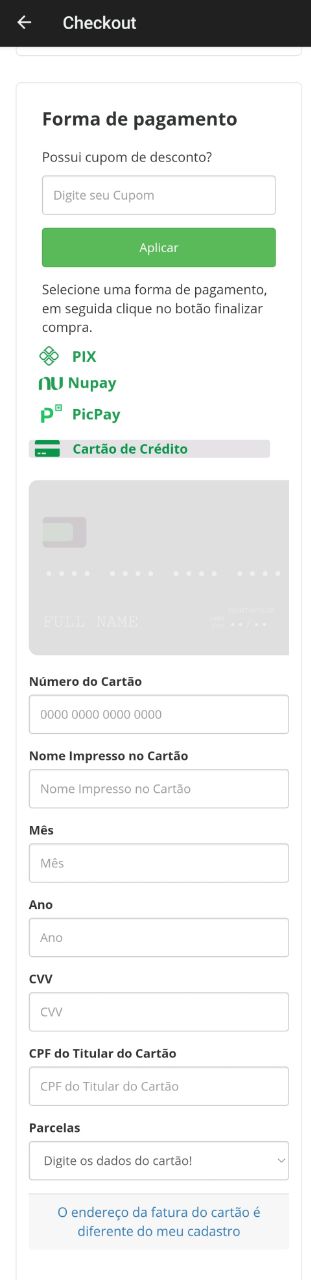 Checkout
Forma de pagamento
Possui cupom de desconto?
Digite seu Cupom
Aplicar
Selecione uma forma de pagamento,
em seguida clique no botão finalizar
compra.
PIX
nu Nupay
PicPay
Cartão de Crédito
FULL NAME
••/••
Número do Cartão
0000 0000 0000 0000
Nome Impresso no Cartão
Nome Impresso no Cartão
Mês
Mês
Ano
Ano
CVV
CVV
CPF do Titular do Cartão
CPF do Titular do Cartão
Parcelas
Digite os dados do cartão!
O endereço da fatura do cartão é
diferente do meu cadastro